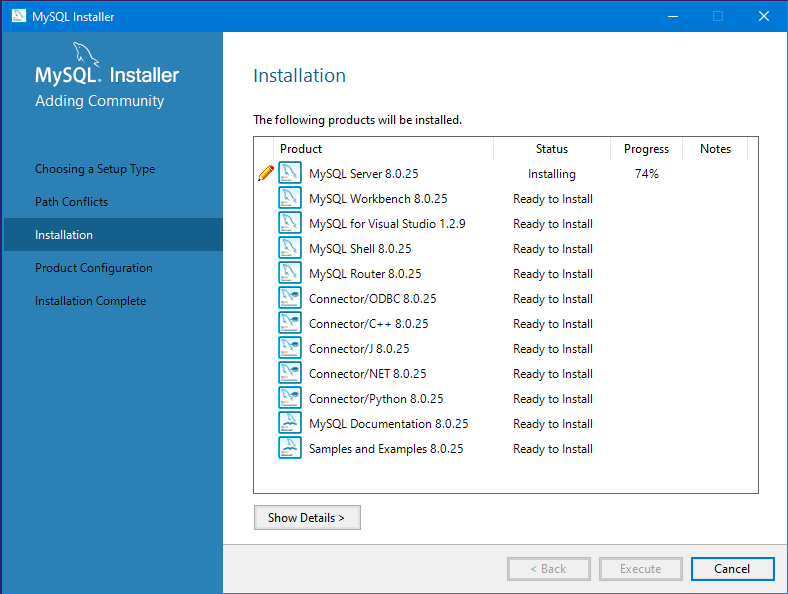 MySQL Installer
MySQL. Installer
Adding Community
Choosing a Setup Type
Path Conflicts
Installation
Product Configuration
Installation Complete
Installation
The following products will be installed.
Product Status Progress Notes
MySQL Server 8.0.25 Installing 74%
MySQL Workbench 8.0.25 Ready to Install
MySQL for Visual Studio 1.2.9 Ready to Install
MySQL Shell 8.0.25 Ready to Install
MySQL Router 8.0.25 Ready to Install
Connector/ODBC 8.0.25 Ready to Install
Connector/C++ 8.0.25 Ready to Install
Connector/J 8.0.25 Ready to Install
Connector/NET 8.0.25 Ready to Install
Connector/Python 8.0.25 Ready to Install
MySQL Documentation 8.0.25 Ready to Install
Samples and Examples 8.0.25 Ready to Install
Show Details >
< Back Execute Cancel